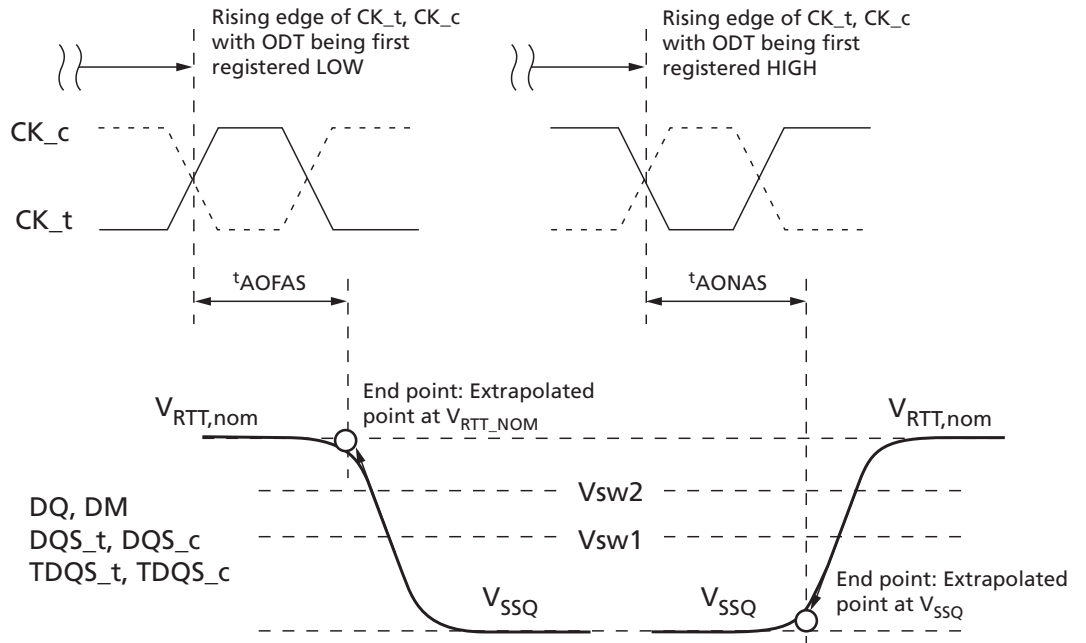 Rising edge of CK_t, CK_c
with ODT being first
registered LOW
Rising edge of CK_t, CK_c
with ODT being first
registered HIGH
CK_c
CK_t
tAOFAS
tAONAS
End point: Extrapolated
point at VRTT_NOM
VRTT,nom
VRTT,nom
Vsw2
DQ, DM
DQS_t, DQS_c
TDQS_t, TDQS_c
Vsw1
VSSQ
VSSQ
End point: Extrapolated
point at VSSQ